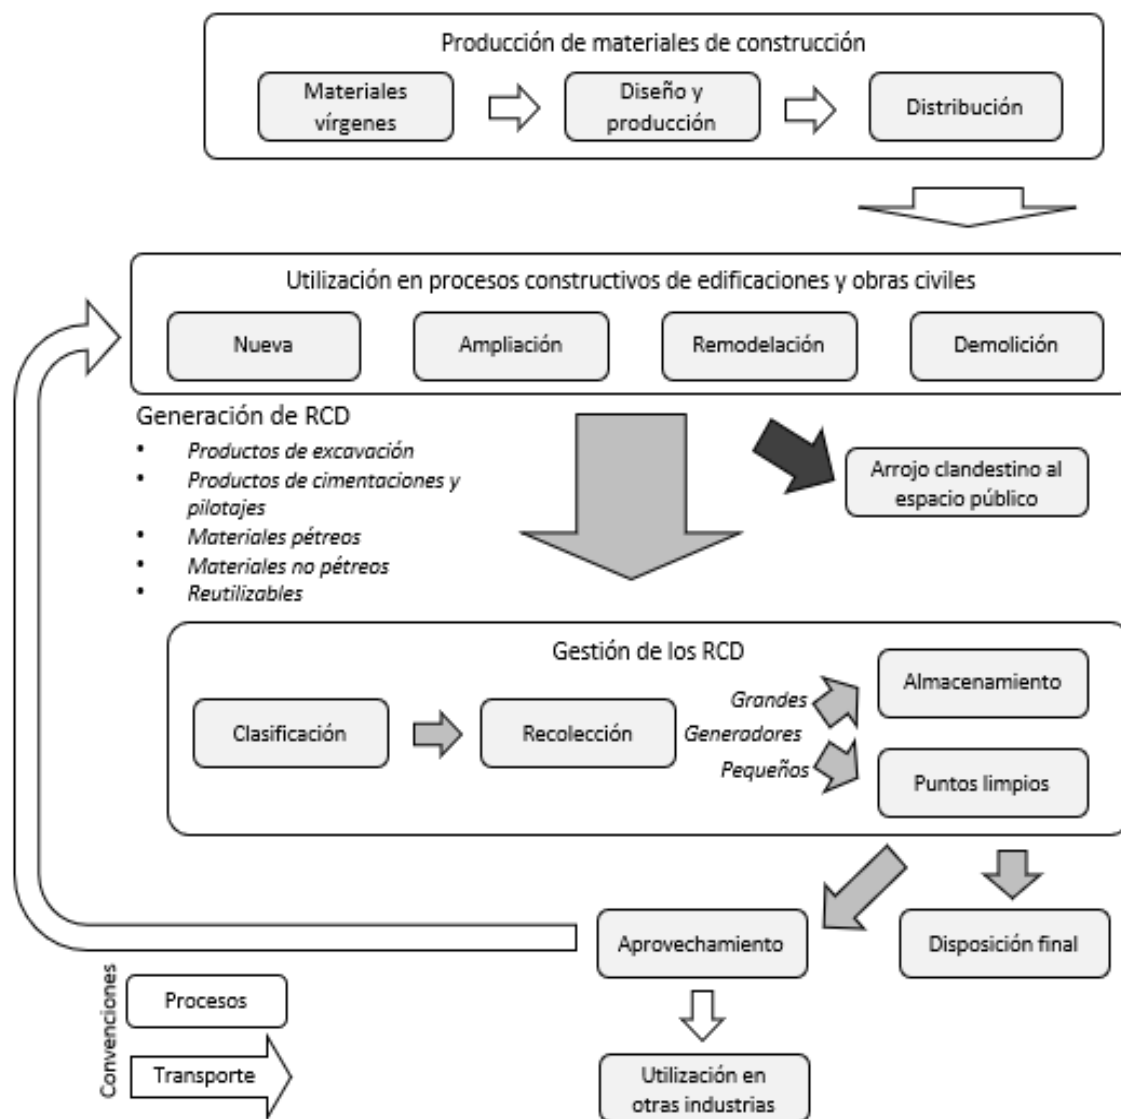 Producción de materiales de construcción
Materiales
vírgenes
Diseño y
producción
Distribución
Utilización en procesos constructivos de edificaciones y obras civiles
Nueva
Ampliación
Remodelación
Demolición
Generación de RCD
• Productos de excavación
• Productos de cimentaciones y
pilotajes
• Materiales pétreos
• Materiales no pétreos
• Reutilizables
Arrojo clandestino al
espacio público
Gestión de los RCD
Clasificación
Recolección
Grandes
Generadores
Pequeños
Almacenamiento
Puntos limpios
Aprovechamiento
Disposición final
Convenciones
Procesos
Transporte
Utilización en
otras industrias